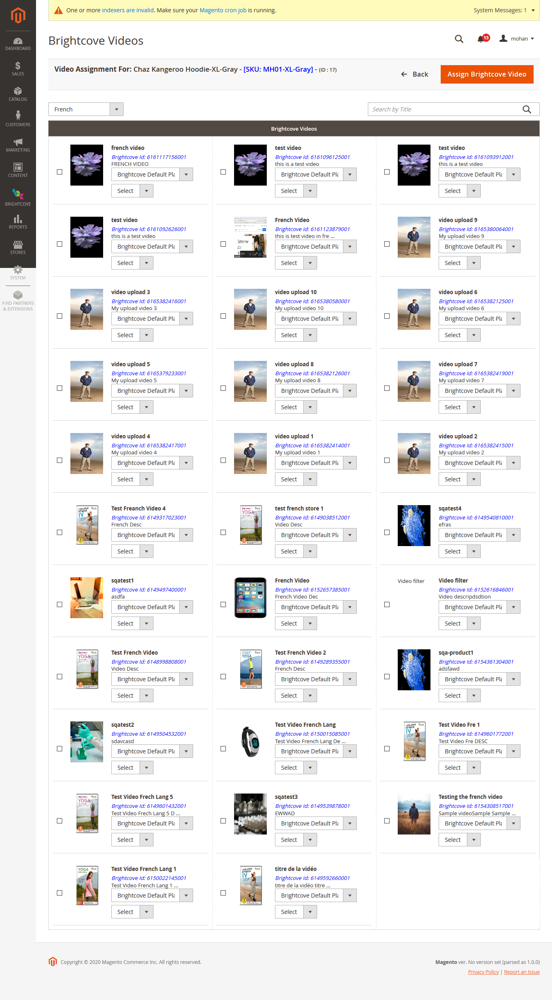 One or more indexers are invalid. Make sure your Magento cron job is running.
System Messages: 1
Brightcove Videos
13
mohan
DASHBOARD
SALES
CATALOG
CUSTOMERS
MARKETING
CONTENT
BRIGHTCOVE
REPORTS
STORES
SYSTEM
FIND PARTNERS
& EXTENSIONS
Video Assignment For: Chaz Kangeroo Hoodie-XL-Gray - [SKU: MH01-XL-Gray] - (ID : 17)
Back
Assign Brightcove Video
French
Search by Title
Brightcove Videos
french video
Brightcove Id: 6161117156001
FRENCH VIDEO
Brightcove Default Pla
Select
test video
Brightcove Id: 6161096125001
this is a test video
Brightcove Default Pla
Select
test video
Brightcove Id: 6161093912001
this is a test video
Brightcove Default Pla
Select
test video
Brightcove Id: 6161092626001
this is a test video
Brightcove Default Pla
Select
French Video
Brightcove Id: 6161123879001
this is test video in fre ...
Brightcove Default Pla
Select
video upload 9
Brightcove Id: 6165380064001
My upload video 9
Brightcove Default Pla
Select
video upload 3
Brightcove Id: 6165382416001
My upload video 3
Brightcove Default Pla
Select
video upload 10
Brightcove Id: 6165380580001
My upload video 10
Brightcove Default Pla
Select
video upload 6
Brightcove Id: 6165382125001
My upload video 6
Brightcove Default Pla
Select
video upload 5
Brightcove Id: 6165379233001
My upload video 5
Brightcove Default Pla
Select
video upload 8
Brightcove Id: 6165382126001
My upload video 8
Brightcove Default Pla
Select
video upload 7
Brightcove Id: 6165382419001
My upload video 7
Brightcove Default Pla
Select
video upload 4
Brightcove Id: 6165382417001
My upload video 4
Brightcove Default Pla
Select
video upload 1
Brightcove Id: 6165382414001
My upload video 1
Brightcove Default Pla
Select
video upload 2
Brightcove Id: 6165382415001
My upload video 2
Brightcove Default Pla
Select
Test Freanch Video 4
Brightcove Id: 6149317023001
French Desc
Brightcove Default Pla
Select
test french store 1
Brightcove Id: 6149038512001
Video Desc
Brightcove Default Pla
Select
sqatest4
Brightcove Id: 6149540810001
efras
Brightcove Default Pla
Select
sqatest1
Brightcove Id: 6149497400001
asdfa
Brightcove Default Pla
Select
French Video
Brightcove Id: 6152657385001
French Video Dec
Brightcove Default Pla
Select
Video filter
Video filter
Brightcove Id: 6152616846001
Video descripdsdtion
Brightcove Default Pla
Select
Test French Video
Brightcove Id: 6148998808001
Video Desc
Brightcove Default Pla
Select
Test French Video 2
Brightcove Id: 6149289355001
French Desc
Brightcove Default Pla
Select
sqa-product1
Brightcove Id: 6154361304001
adsfawd
Brightcove Default Pla
Select
sqatest2
Brightcove Id: 6149504532001
sdavcasd
Brightcove Default Pla
Select
Test Video French Lang
Brightcove Id: 6150015085001
Test Video French Lang De ...
Brightcove Default Pla
Select
Test Video Fre 1
Brightcove Id: 6149601772001
Test Video Fre DESC
Brightcove Default Pla
Select
Test Video Frech Lang 5
Brightcove Id: 6149601432001
Test Video Frech Lang 5 D ...
Brightcove Default Pla
Select
sqatest3
Brightcove Id: 6149539878001
EWWAD
Brightcove Default Pla
Select
Testing the french video
Brightcove Id: 6154308517001
Sample videoSample Sample ...
Brightcove Default Pla
Select
Test Video French Lang 1
Brightcove Id: 6150022145001
Test Video French Lang 1 ...
Brightcove Default Pla
Select
titre de la vidéo
Brightcove Id: 6149592660001
titre de la vidéo titre ...
Brightcove Default Pla
Select
Copyright © 2020 Magento Commerce Inc. All rights reserved.
Magento ver. No version set (parsed as 1.0.0)
Privacy Policy | Report an Issue